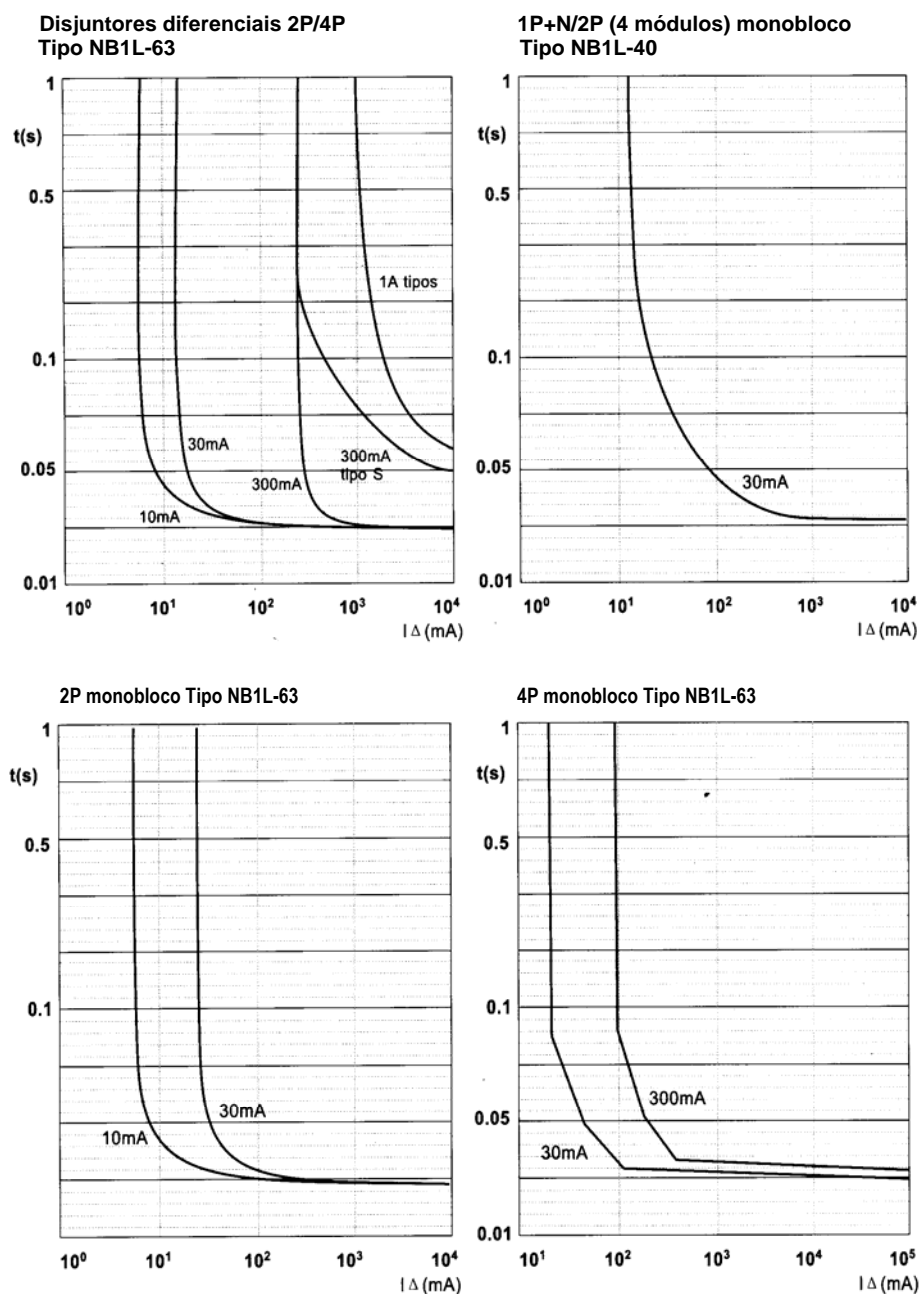 Disjuntores diferenciais 2P/4P
Tipo NB1L-63
1
t(s)
0.5
0.1
0.05
0.01
1A tipos
30mA
300mA
tipo S
300mA
10mA
10⁰ 10¹ 10² 10³ 10⁴
I Δ (mA)
1P+N/2P (4 módulos) monobloco
Tipo NB1L-40
1
t(s)
0.5
0.1
0.05
0.01
30mA
10⁰ 10¹ 10² 10³ 10⁴
I Δ (mA)
2P monobloco Tipo NB1L-63
1
t(s)
0.5
0.1
30mA
10mA
10⁰ 10¹ 10² 10³ 10⁴
I Δ (mA)
4P monobloco Tipo NB1L-63
1
t(s)
0.5
0.1
0.05
0.01
300mA
30mA
10¹ 10² 10³ 10⁴ 10⁵
I Δ (mA)